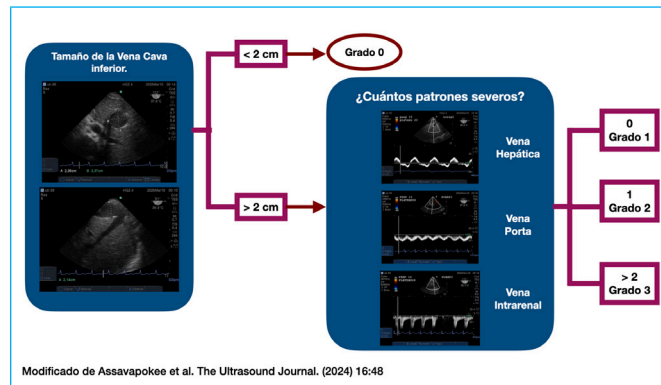 Tamaño de la Vena Cava
inferior.
< 2 cm
Grado 0
> 2 cm
¿Cuántos patrones severos?
Vena
Hepática
Vena
Porta
Vena
Intrarenal
0
Grado 1
1
Grado 2
> 2
Grado 3
Modificado de Assavapokee et al. The Ultrasound Journal. (2024) 16:48